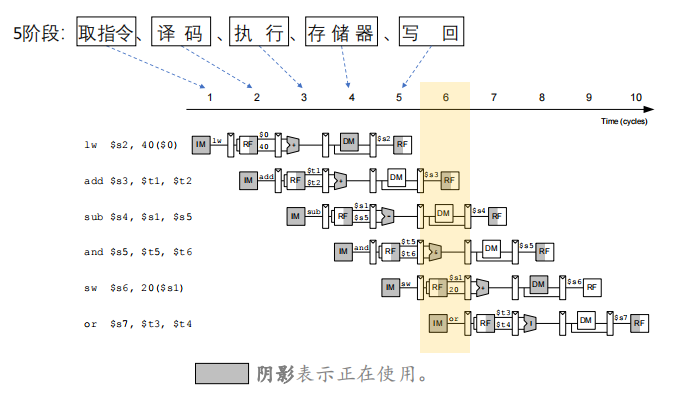 5阶段: 取指令、译 码、执 行、存 储 器、写 回
1 2 3 4 5 6 7 8 9 10
Time (cycles)
lw $s2, 40($0) IM lw RF $0 40 + DM $s2 RF
add $s3, $t1, $t2 IM add RF $t1 $t2 + DM $s3 RF
sub $s4, $s1, $s5 IM sub RF $s1 $s5 - DM $s4 RF
and $s5, $t5, $t6 IM and RF $t5 $t6 & DM $s5 RF
sw $s6, 20($s1) IM sw RF $s1 20 + DM $s6 RF
or $s7, $t3, $t4 IM or RF $t3 $t4 | DM $s7 RF
阴影表示正在使用。